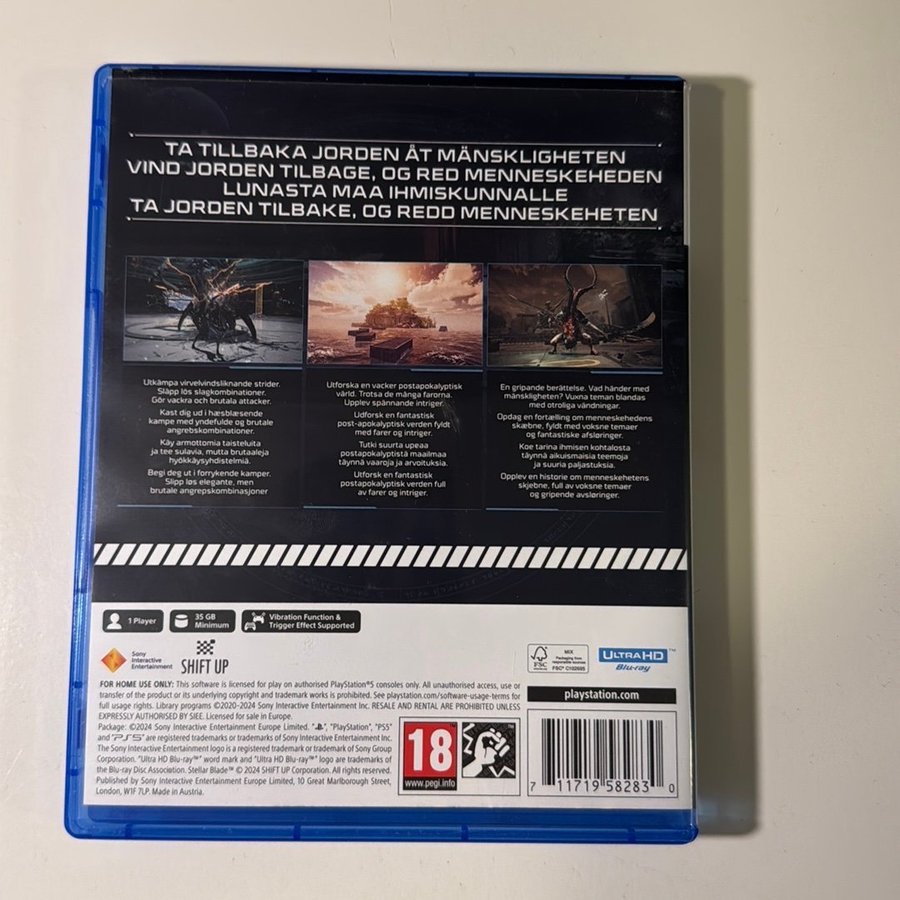 TA TILLBAKA JORDEN ÅT MÄNSKLIGHETEN
VIND JORDEN TILBAGE, OG RED MENNESKEHEDEN
LUNASTA MAA IHMISKUNNALLE
TA JORDEN TILBAKE, OG REDD MENNESKEHETEN
Utkämpa virvelvindsliknande strider.
Släpp lös slagkombinationer.
Gör vackra och brutala attacker.
Kast dig ud i hæsblæsende
kampe med yndefulde og brutale
angrebskombinationer.
Käy armottomia taisteluita
ja tee sulavia, mutta brutaaleja
hyökkäysyhdistelmiä.
Begi deg ut i forrykende kamper.
Slipp løs elegante, men
brutale angrepskombinasjoner
Utforska en vacker postapokalyptisk
värld. Trotsa de många farorna.
Upplev spännande intriger.
Udforsk en fantastisk
post-apokalyptisk verden fyldt
med farer og intriger.
Tutki suurta upeaa
postapokalyptistä maailmaa
täynnä vaaroja ja arvoituksia.
Utforsk en fantastisk
postapokalyptisk verden full
av farer og intriger.
En gripande berättelse. Vad händer med
mänskligheten? Vuxna teman blandas
med otroliga vändningar.
Opdag en fortælling om menneskehedens
skæbne, fyldt med voksne temaer
og fantastiske afsløringer.
Koe tarina ihmisen kohtalosta
täynnä aikuismaisia teemoja
ja suuria paljastuksia.
Opplev en historie om menneskehetens
skjebne, full av voksne temaer
og gripende avsløringer.
1 Player
35 GB
Minimum
Vibration Function &
Trigger Effect Supported
Sony
Interactive
Entertainment
SHIFT UP
FSC
MIX
Packaging from
responsible sources
FSC® C122685
ULTRA HD
Blu-ray™
FOR HOME USE ONLY: This software is licensed for play on authorised PlayStation®5 consoles only. All unauthorised access, use or
transfer of the product or its underlying copyright and trademark works is prohibited. See playstation.com/software-usage-terms for
full usage rights. Library programs ©2020-2024 Sony Interactive Entertainment Inc. RESALE AND RENTAL ARE PROHIBITED UNLESS
EXPRESSLY AUTHORISED BY SIEE. Licensed for sale in Europe.
Package: ©2024 Sony Interactive Entertainment Europe Limited. "PS", "PlayStation", "PS5"
and "PS5" are registered trademarks or trademarks of Sony Interactive Entertainment Inc.
The Sony Interactive Entertainment logo is a registered trademark or trademark of Sony Group
Corporation. "Ultra HD Blu-ray™" word mark and "Ultra HD Blu-ray™" logo are trademarks of
the Blu-ray Disc Association. Stellar Blade™ © 2024 SHIFT UP Corporation. All rights reserved.
Published by Sony Interactive Entertainment Europe Limited, 10 Great Marlborough Street,
London, W1F 7LP. Made in Austria.
playstation.com
18
www.pegi.info
7 11719 58283 0